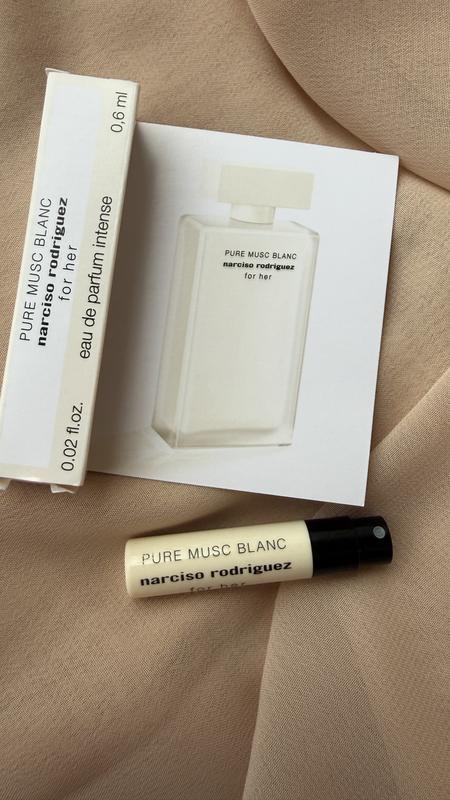 PURE MUSC BLANC
narciso rodriguez
for her
eau de parfum intense
0.02 fl.oz.
0,6 ml
PURE MUSC BLANC
narciso rodriguez
for her
PURE MUSC BLANC
narciso rodriguez
for her